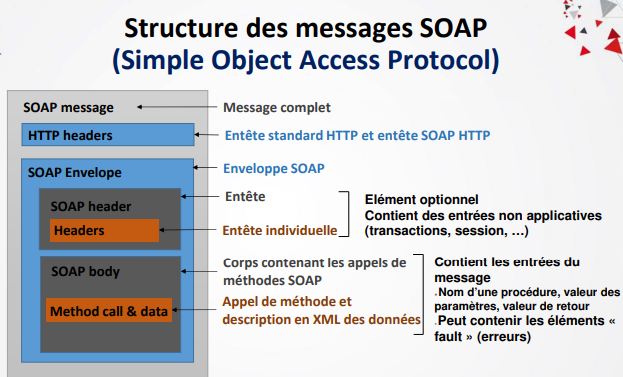 Structure des messages SOAP
(Simple Object Access Protocol)
SOAP message
Message complet
HTTP headers
Entête standard HTTP et entête SOAP HTTP
SOAP Envelope
Enveloppe SOAP
SOAP header
Entête
Headers
Entête individuelle
Elément optionnel
Contient des entrées non applicatives
(transactions, session, …)
SOAP body
Corps contenant les appels de
méthodes SOAP
Method call & data
Appel de méthode et
description en XML des données
Contient les entrées du
message
Nom d'une procédure, valeur des
paramètres, valeur de retour
Peut contenir les éléments «
fault » (erreurs)